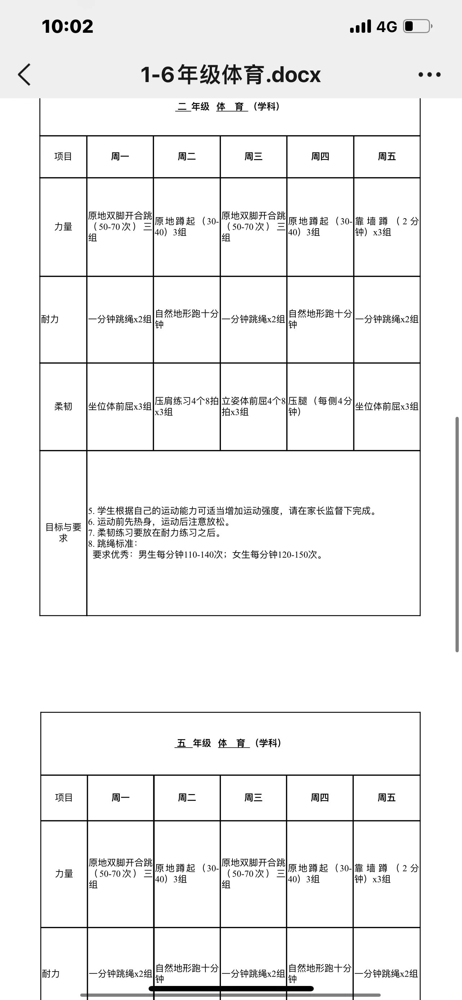 10:02
4G
1-6年级体育.docx
二 年级 体 育 （学科）
项目
周一
周二
周三
周四
周五
力量
原地双脚开合跳
（50-70次） 三
组
原地蹲起（30-
40）3组
原地双脚开合跳
（50-70次） 三
组
原地蹲起（30-
40）3组
靠墙蹲（2分
钟）x3组
耐力
一分钟跳绳x2组
自然地形跑十分
钟
一分钟跳绳x2组
自然地形跑十分
钟
一分钟跳绳x2组
柔韧
坐位体前屈x3组
压肩练习4个8拍
x3组
立姿体前屈4个8
拍x3组
压腿（每侧4分
钟）
坐位体前屈x3组
目标与要
求
5. 学生根据自己的运动能力可适当增加运动强度，请在家长监督下完成。
6. 运动前先热身，运动后注意放松。
7. 柔韧练习要放在耐力练习之后。
8. 跳绳标准：
要求优秀：男生每分钟110-140次；女生每分钟120-150次。
五 年级 体 育 （学科）
项目
周一
周二
周三
周四
周五
力量
原地双脚开合跳
（50-70次） 三
组
原地蹲起（30-
40）3组
原地双脚开合跳
（50-70次） 三
组
原地蹲起（30-
40）3组
靠墙蹲（2分
钟）x3组
耐力
一分钟跳绳x2组
自然地形跑十分
钟
一分钟跳绳x2组
自然地形跑十分
钟
一分钟跳绳x2组